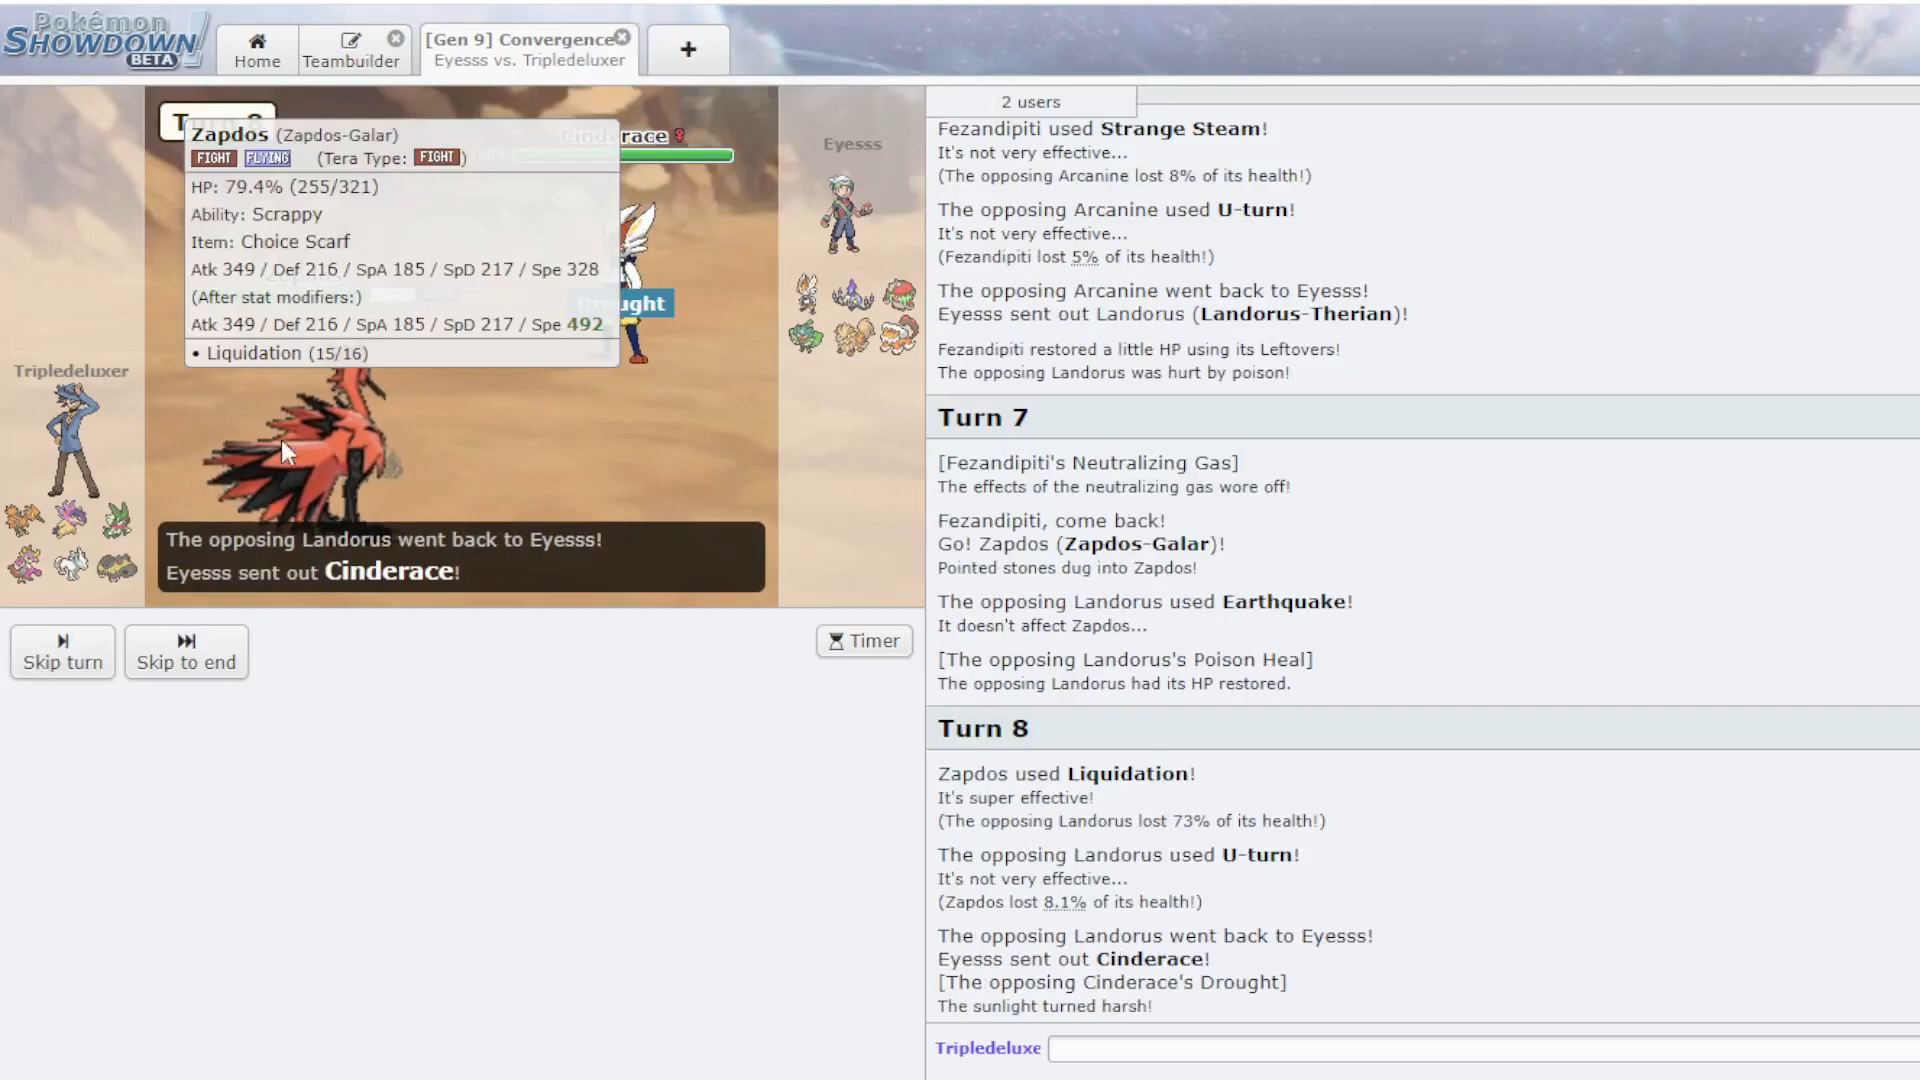 Pokémon
SHOWDOWN!
BETA
Home
Teambuilder
[Gen 9] Convergence
Eyesss vs. Tripledeluxer
+
2 users
Zapdos (Zapdos-Galar)
FIGHT FLYING (Tera Type: FIGHT)
HP: 79.4% (255/321)
Ability: Scrappy
Item: Choice Scarf
Atk 349 / Def 216 / SpA 185 / SpD 217 / Spe 328
(After stat modifiers:)
Atk 349 / Def 216 / SpA 185 / SpD 217 / Spe 492
• Liquidation (15/16)
Cinderace
Drought
Eyesss
Tripledeluxer
The opposing Landorus went back to Eyesss!
Eyesss sent out Cinderace!
Skip turn
Skip to end
Timer
Fezandipiti used Strange Steam!
It's not very effective...
(The opposing Arcanine lost 8% of its health!)
The opposing Arcanine used U-turn!
It's not very effective...
(Fezandipiti lost 5% of its health!)
The opposing Arcanine went back to Eyesss!
Eyesss sent out Landorus (Landorus-Therian)!
Fezandipiti restored a little HP using its Leftovers!
The opposing Landorus was hurt by poison!
Turn 7
[Fezandipiti's Neutralizing Gas]
The effects of the neutralizing gas wore off!
Fezandipiti, come back!
Go! Zapdos (Zapdos-Galar)!
Pointed stones dug into Zapdos!
The opposing Landorus used Earthquake!
It doesn't affect Zapdos...
[The opposing Landorus's Poison Heal]
The opposing Landorus had its HP restored.
Turn 8
Zapdos used Liquidation!
It's super effective!
(The opposing Landorus lost 73% of its health!)
The opposing Landorus used U-turn!
It's not very effective...
(Zapdos lost 8.1% of its health!)
The opposing Landorus went back to Eyesss!
Eyesss sent out Cinderace!
[The opposing Cinderace's Drought]
The sunlight turned harsh!
Tripledeluxe